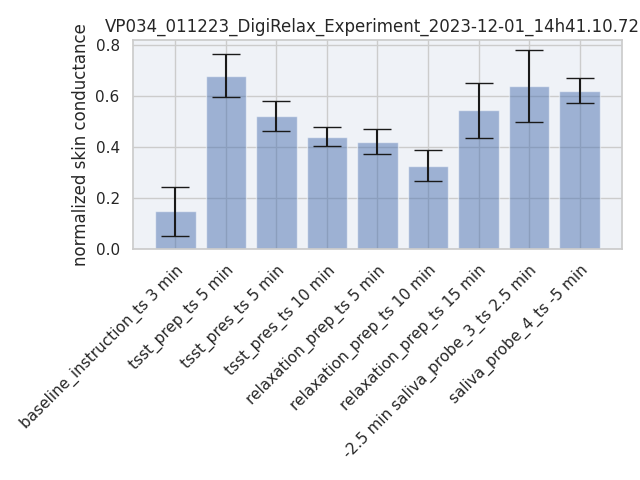 VP034_011223_DigiRelax_Experiment_2023-12-01_14h41.10.72
normalized skin conductance
0.8
0.6
0.4
0.2
0.0
baseline_instruction_ts 3 min
tsst_prep_ts 5 min
tsst_pres_ts 5 min
tsst_pres_ts 10 min
relaxation_prep_ts 5 min
relaxation_prep_ts 10 min
relaxation_prep_ts 15 min
-2.5 min saliva_probe_3_ts 2.5 min
saliva_probe_4_ts -5 min